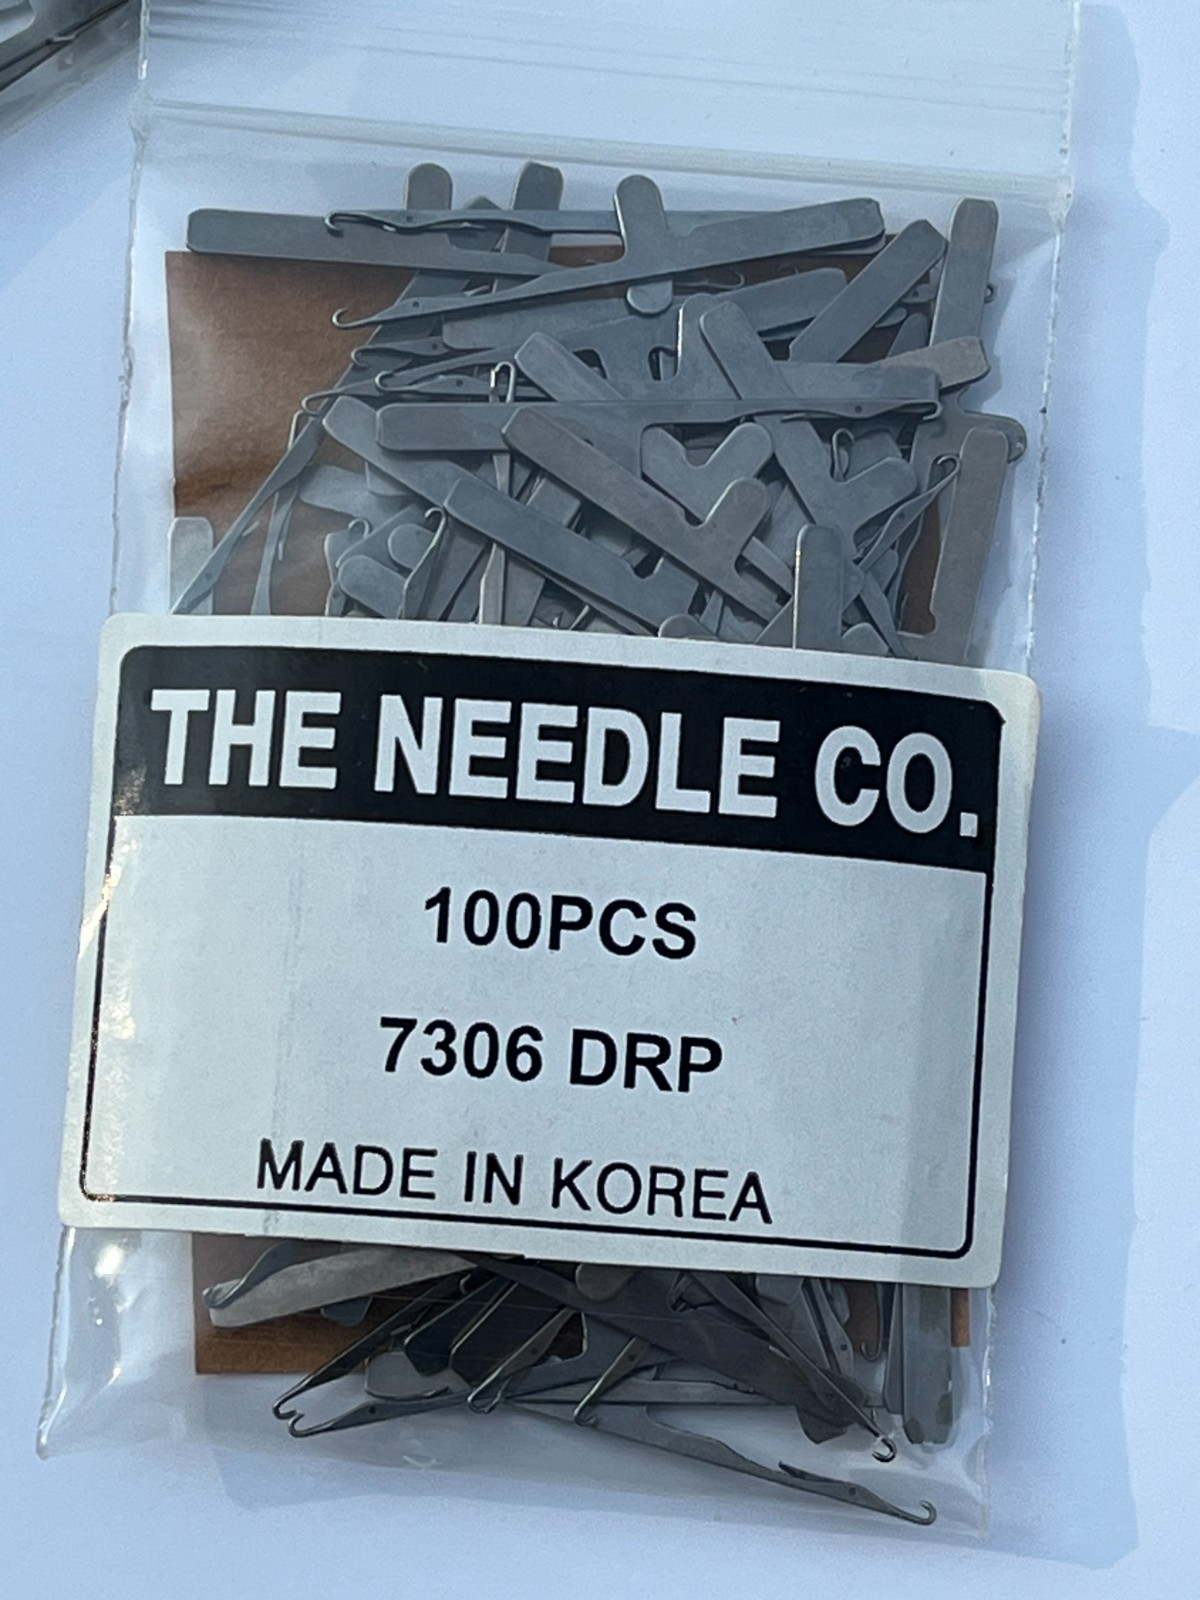 THE NEEDLE CO.
100PCS
7306 DRP
MADE IN KOREA